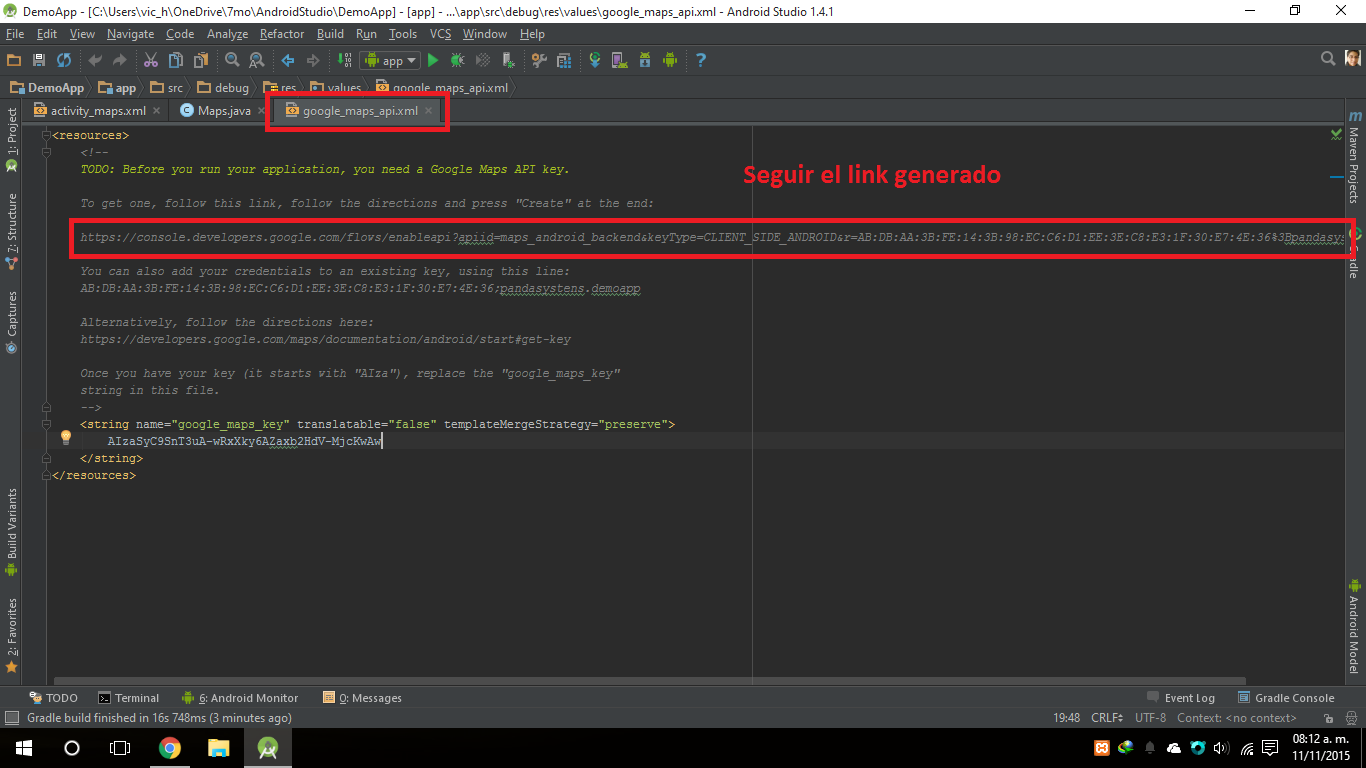 DemoApp - [C:\Users\vic_h\OneDrive\7mo\AndroidStudio\DemoApp] - [app] - ...\app\src\debug\res\values\google_maps_api.xml - Android Studio 1.4.1
File Edit View Navigate Code Analyze Refactor Build Run Tools VCS Window Help
app
DemoApp app src debug res values google_maps_api.xml
activity_maps.xml Maps.java google_maps_api.xml
1: Project
7: Structure
Captures
Build Variants
2: Favorites
<resources>
<!--
TODO: Before you run your application, you need a Google Maps API key.
Seguir el link generado
To get one, follow this link, follow the directions and press "Create" at the end:
https://console.developers.google.com/flows/enableapi?apiid=maps_android_backend&keyType=CLIENT_SIDE_ANDROID&r=AB:DB:AA:3B:FE:14:3B:98:EC:C6:D1:EE:3E:C8:E3:1F:30:E7:4E:36%3Bpandasys
You can also add your credentials to an existing key, using this line:
AB:DB:AA:3B:FE:14:3B:98:EC:C6:D1:EE:3E:C8:E3:1F:30:E7:4E:36;pandasystens.demoapp
Alternatively, follow the directions here:
https://developers.google.com/maps/documentation/android/start#get-key
Once you have your key (it starts with "AIza"), replace the "google_maps_key"
string in this file.
-->
<string name="google_maps_key" translatable="false" templateMergeStrategy="preserve">
AIzaSyC9SnT3uA-wRxXky6AZaxb2HdV-MjcKwAw
</string>
</resources>
m
Maven Projects
Gradle
Android Model
TODO Terminal 6: Android Monitor 0: Messages Event Log Gradle Console
Gradle build finished in 16s 748ms (3 minutes ago) 19:48 CRLF UTF-8 Context: <no context>
08:12 a. m.
11/11/2015